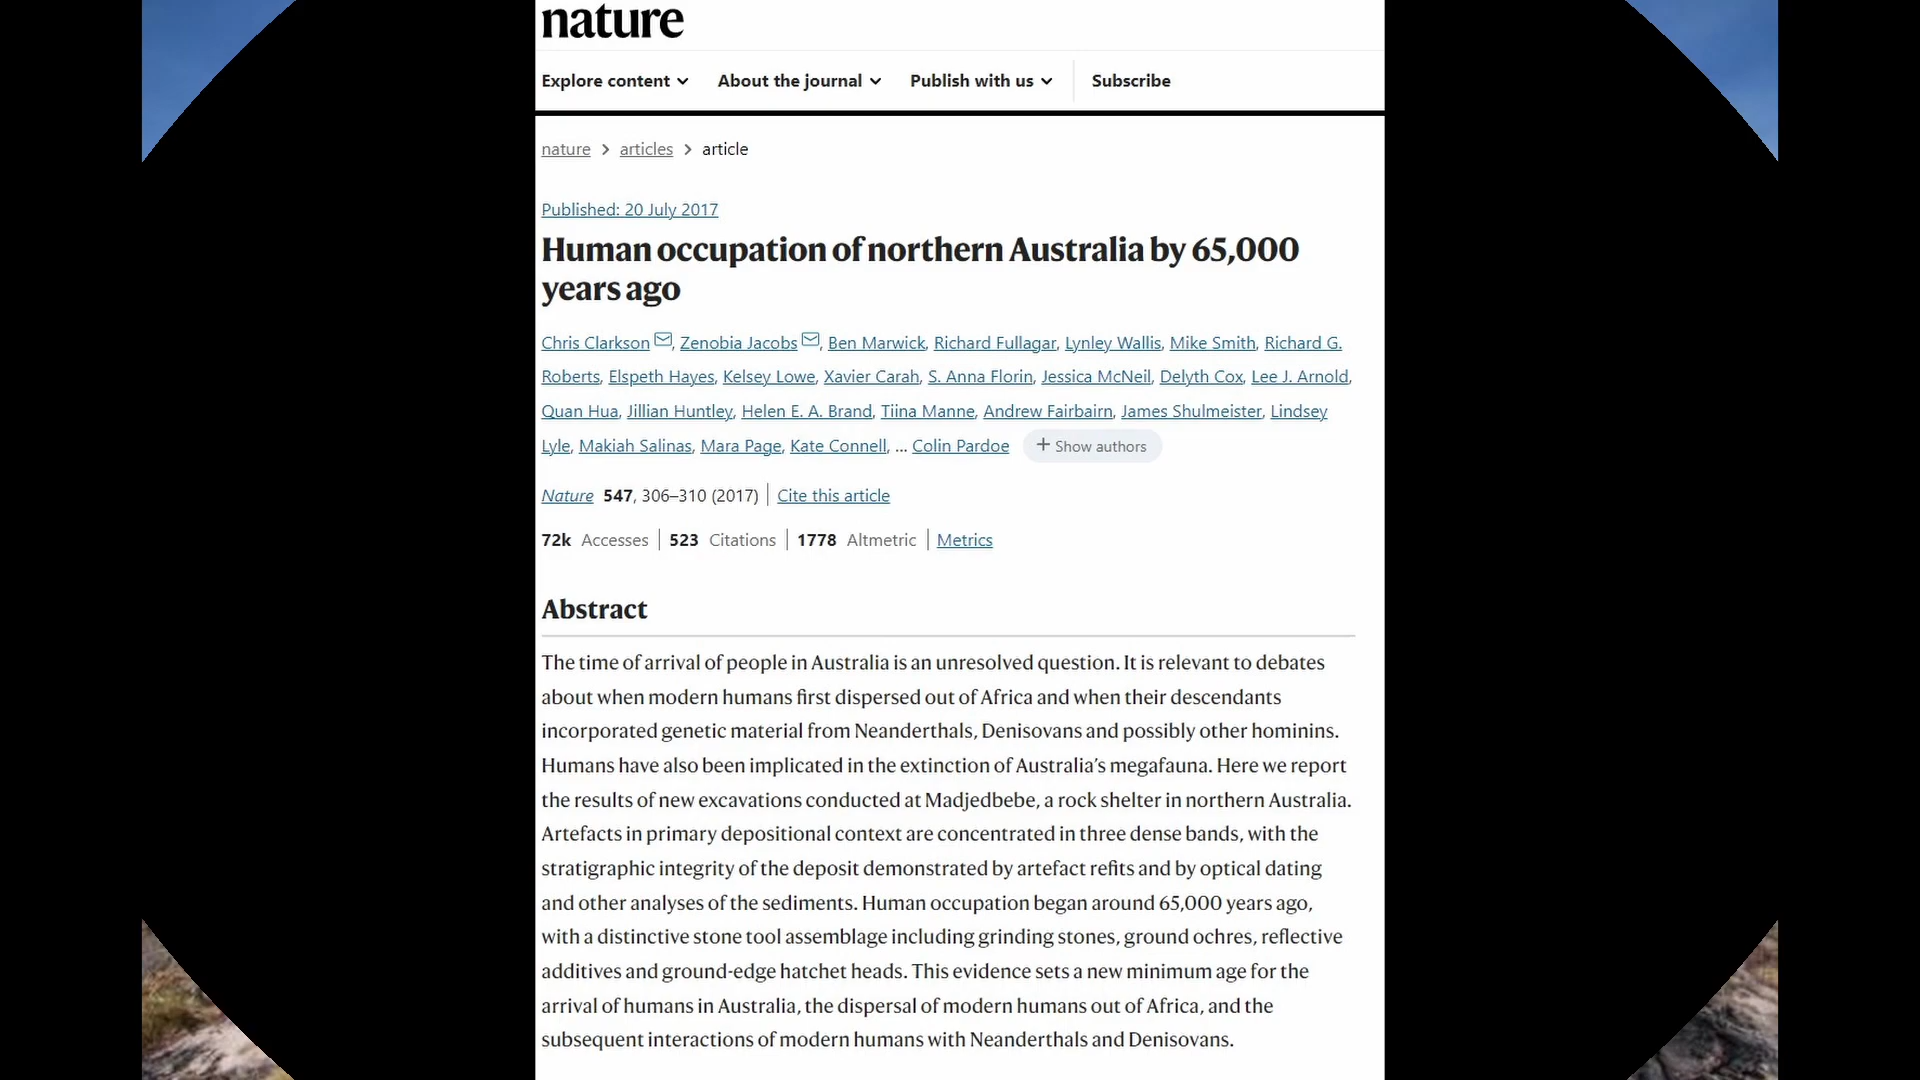 nature
Explore content About the journal Publish with us Subscribe
nature > articles > article
Published: 20 July 2017
Human occupation of northern Australia by 65,000
years ago
Chris Clarkson, Zenobia Jacobs, Ben Marwick, Richard Fullagar, Lynley Wallis, Mike Smith, Richard G.
Roberts, Elspeth Hayes, Kelsey Lowe, Xavier Carah, S. Anna Florin, Jessica McNeil, Delyth Cox, Lee J. Arnold,
Quan Hua, Jillian Huntley, Helen E. A. Brand, Tiina Manne, Andrew Fairbairn, James Shulmeister, Lindsey
Lyle, Makiah Salinas, Mara Page, Kate Connell, ... Colin Pardoe + Show authors
Nature 547, 306–310 (2017) | Cite this article
72k Accesses | 523 Citations | 1778 Altmetric | Metrics
Abstract
The time of arrival of people in Australia is an unresolved question. It is relevant to debates
about when modern humans first dispersed out of Africa and when their descendants
incorporated genetic material from Neanderthals, Denisovans and possibly other hominins.
Humans have also been implicated in the extinction of Australia’s megafauna. Here we report
the results of new excavations conducted at Madjedbebe, a rock shelter in northern Australia.
Artefacts in primary depositional context are concentrated in three dense bands, with the
stratigraphic integrity of the deposit demonstrated by artefact refits and by optical dating
and other analyses of the sediments. Human occupation began around 65,000 years ago,
with a distinctive stone tool assemblage including grinding stones, ground ochres, reflective
additives and ground-edge hatchet heads. This evidence sets a new minimum age for the
arrival of humans in Australia, the dispersal of modern humans out of Africa, and the
subsequent interactions of modern humans with Neanderthals and Denisovans.